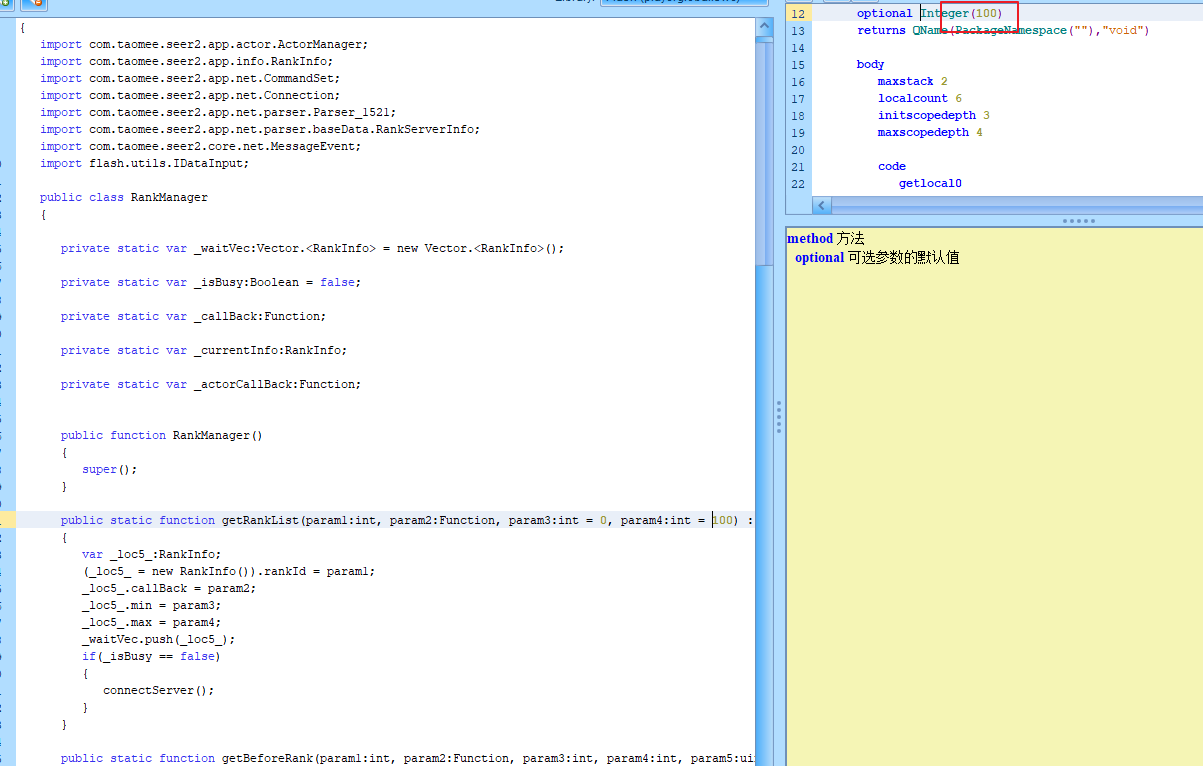 {
import com.taomee.seer2.app.actor.ActorManager;
import com.taomee.seer2.app.info.RankInfo;
import com.taomee.seer2.app.net.CommandSet;
import com.taomee.seer2.app.net.Connection;
import com.taomee.seer2.app.net.parser.Parser_1521;
import com.taomee.seer2.app.net.parser.baseData.RankServerInfo;
import com.taomee.seer2.core.net.MessageEvent;
import flash.utils.IDataInput;
public class RankManager
{
private static var _waitVec:Vector.<RankInfo> = new Vector.<RankInfo>();
private static var _isBusy:Boolean = false;
private static var _callBack:Function;
private static var _currentInfo:RankInfo;
private static var _actorCallBack:Function;
public function RankManager()
{
super();
}
public static function getRankList(param1:int, param2:Function, param3:int = 0, param4:int = 100) :
{
var _loc5_:RankInfo;
(_loc5_ = new RankInfo()).rankId = param1;
_loc5_.callBack = param2;
_loc5_.min = param3;
_loc5_.max = param4;
_waitVec.push(_loc5_);
if(_isBusy == false)
{
connectServer();
}
}
public static function getBeforeRank(param1:int, param2:Function, param3:int, param4:int, param5:ui
12 optional Integer(100)
13 returns QName(PackageNamespace(""),"void")
14
15 body
16 maxstack 2
17 localcount 6
18 initscopedepth 3
19 maxscopedepth 4
20
21 code
22 getlocal0
method 方法
optional 可选参数的默认值